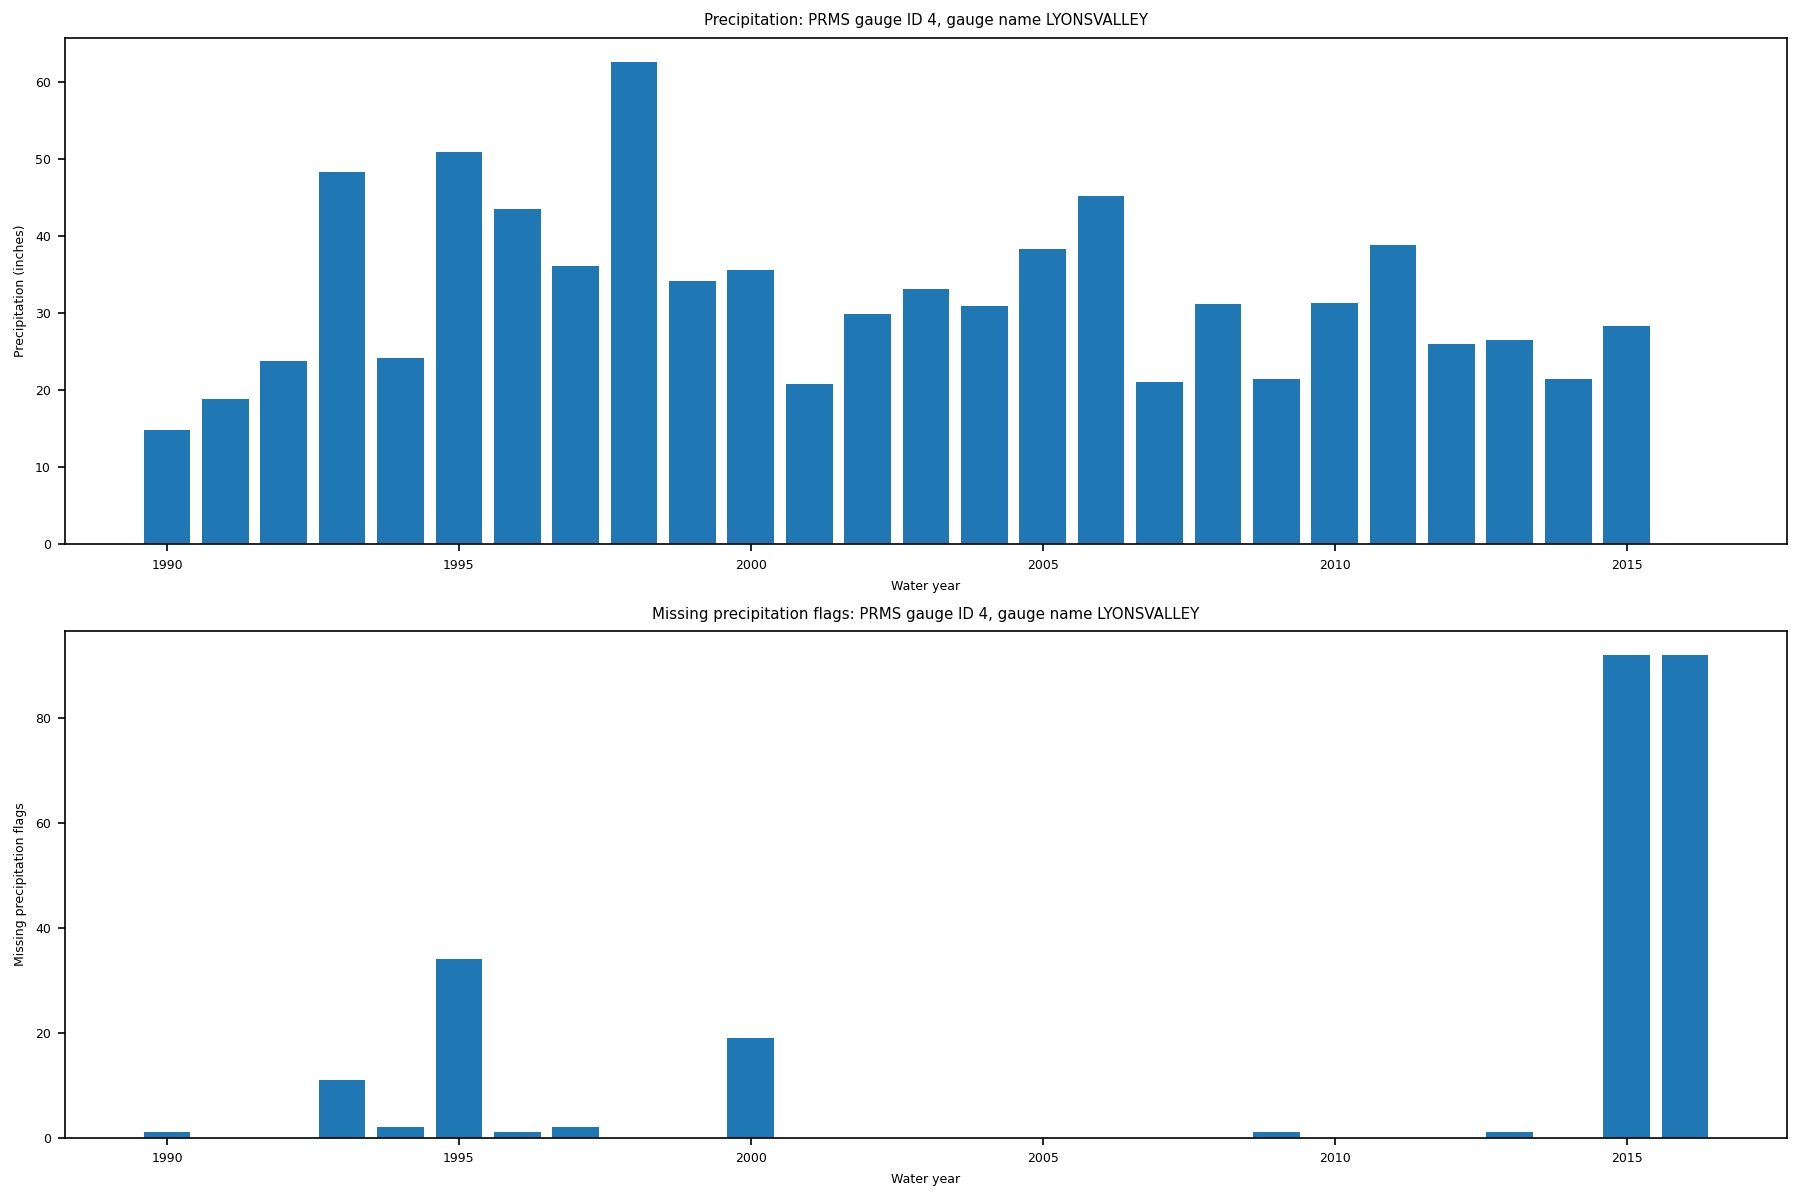 Precipitation: PRMS gauge ID 4, gauge name LYONSVALLEY
60
50
40
30
20
10
0
Precipitation (inches)
1990 1995 2000 2005 2010 2015
Water year
Missing precipitation flags: PRMS gauge ID 4, gauge name LYONSVALLEY
80
60
40
20
0
Missing precipitation flags
1990 1995 2000 2005 2010 2015
Water year